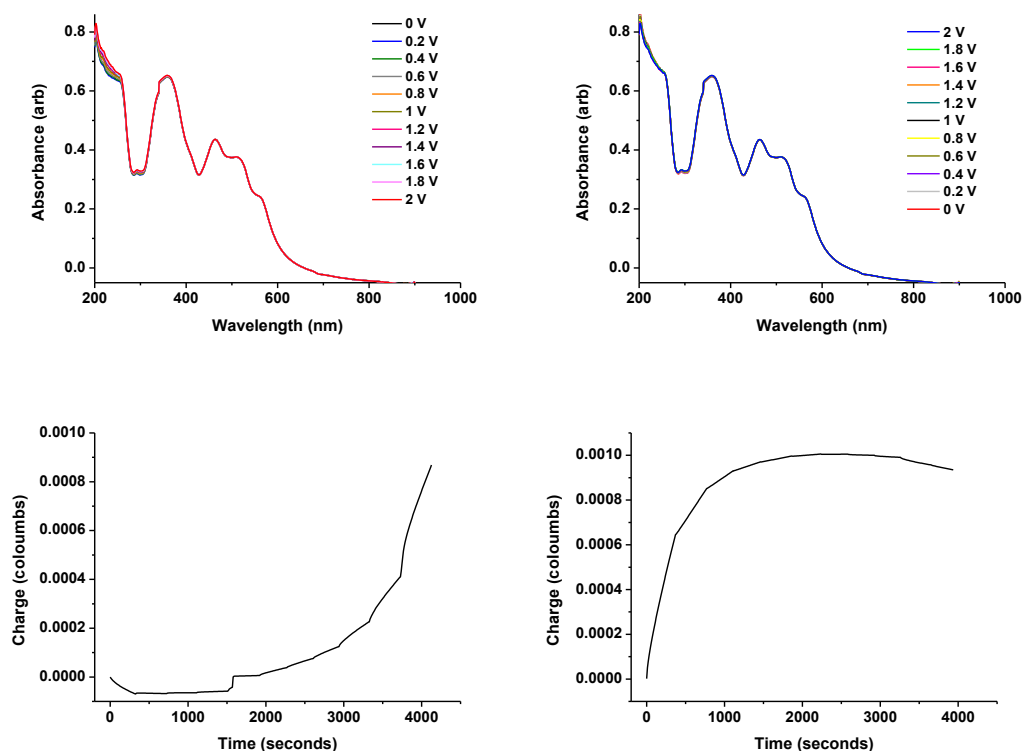 0.8
0.6
0.4
0.2
0.0
200
400
600
800
1000
Absorbance (arb)
Wavelength (nm)
0 V
0.2 V
0.4 V
0.6 V
0.8 V
1 V
1.2 V
1.4 V
1.6 V
1.8 V
2 V
0.8
0.6
0.4
0.2
0.0
200
400
600
800
1000
Absorbance (arb)
Wavelength (nm)
2 V
1.8 V
1.6 V
1.4 V
1.2 V
1 V
0.8 V
0.6 V
0.4 V
0.2 V
0 V
0.0010
0.0008
0.0006
0.0004
0.0002
0.0000
0
1000
2000
3000
4000
Charge (coloumbs)
Time (seconds)
0.0010
0.0008
0.0006
0.0004
0.0002
0.0000
0
1000
2000
3000
4000
Charge (coloumbs)
Time (seconds)